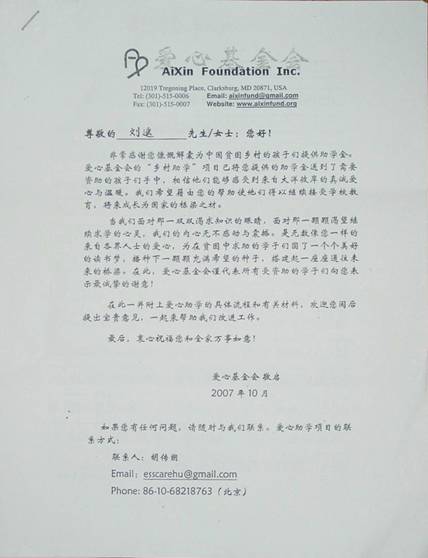 爱心基金会
AiXin Foundation Inc.
12019 Tregoning Place, Clarksburg, MD 20871, USA
Tel: (301)-515-0006 Email: aixinfund@gmail.com
Fax: (301)-515-0007 Website: www.aixinfund.org
尊敬的 刘逵 先生/女士：您好！
非常感谢您慷慨解囊为中国贫困乡村的孩子们提供助学金。
爱心基金会的“乡村助学”项目已将您提供的助学金送到了需要
资助的孩子们手中，相信他们能够感受到来自大洋彼岸的真诚爱
心与温暖。我们希望藉由您的帮助使他们得以继续接受学校教
育，将来成长为国家的栋梁之材。
当我们面对那一双双渴求知识的眼睛，面对那一颗颗渴望继
续求学的心灵，我们的内心无不感动与震撼。是无数像您一样的
来自各界人士的爱心，为在贫困中求助的学子们圆了一个个美好
的读书梦，播种下一颗颗充满希望的种子，搭建起一座座通往未
来的桥梁。在此，爱心基金会谨代表所有受资助的学子们向您表
示最诚挚的谢意！
在此一并附上爱心助学的具体流程和有关材料，欢迎您阅后
提出宝贵意见，一起来帮助我们改进工作。
最后，衷心祝福您和全家万事如意！
爱心基金会 敬启
2007 年 10 月
如果您有任何问题，请随时与我们联系。爱心助学项目的联
系方式：
联系人：胡传朗
Email：esscarehu@gmail.com
Phone: 86-10-68218763（北京）